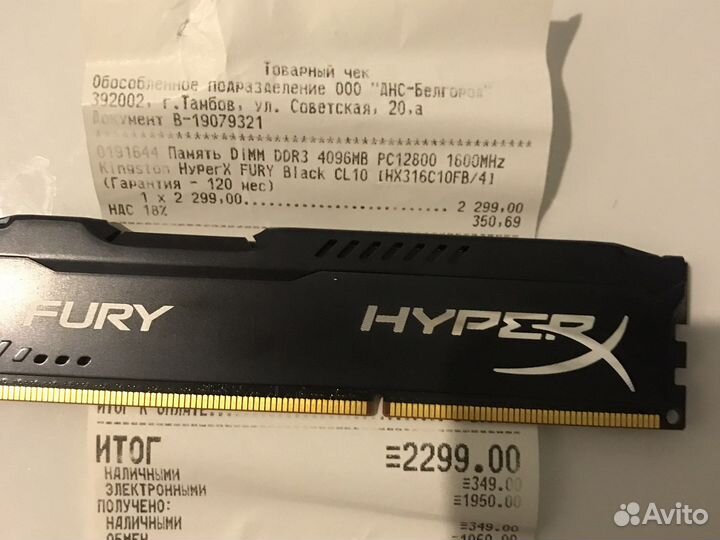 Товарный чек
Обособленное подразделение ООО "ДНС-Белгород"
392002, г.Тамбов, ул. Советская, 20,а
Документ В-19079321
************************************************
0191644 Память DIMM DDR3 4096MB PC12800 1600MHz
Kingston HyperX FURY Black CL10 [HX316C10FB/4]
(Гарантия - 120 мес)
1 x 2 299,00.................... 2 299,00
НДС 18% 350,69
FURY
HYPERX
ИТОГ К ОПЛАТЕ
ИТОГ ≡2299.00
НАЛИЧНЫМИ ≡349.00
ЭЛЕКТРОННЫМИ ≡1950.00
ПОЛУЧЕНО:
НАЛИЧНЫМИ ≡349.00
Avito